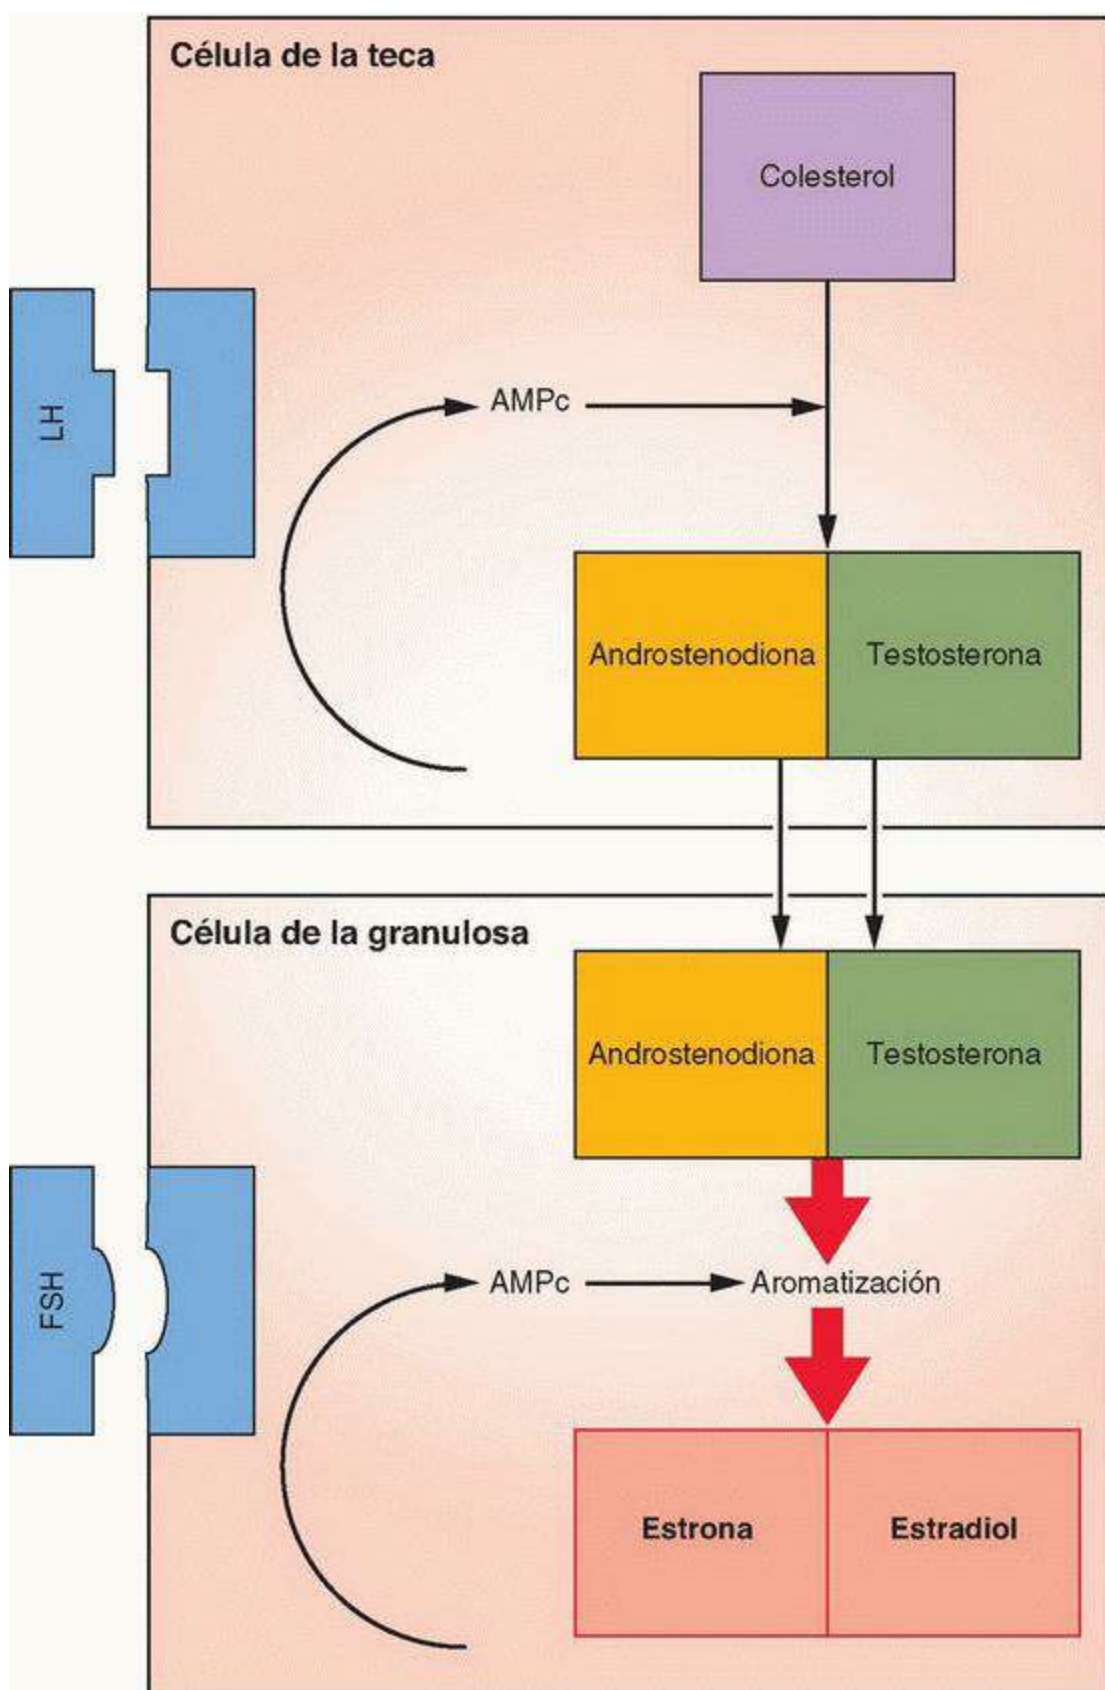 Célula de la teca
Colesterol
LH
AMPc
Androstenodiona
Testosterona
Célula de la granulosa
Androstenodiona
Testosterona
FSH
AMPc
Aromatización
Estrona
Estradiol